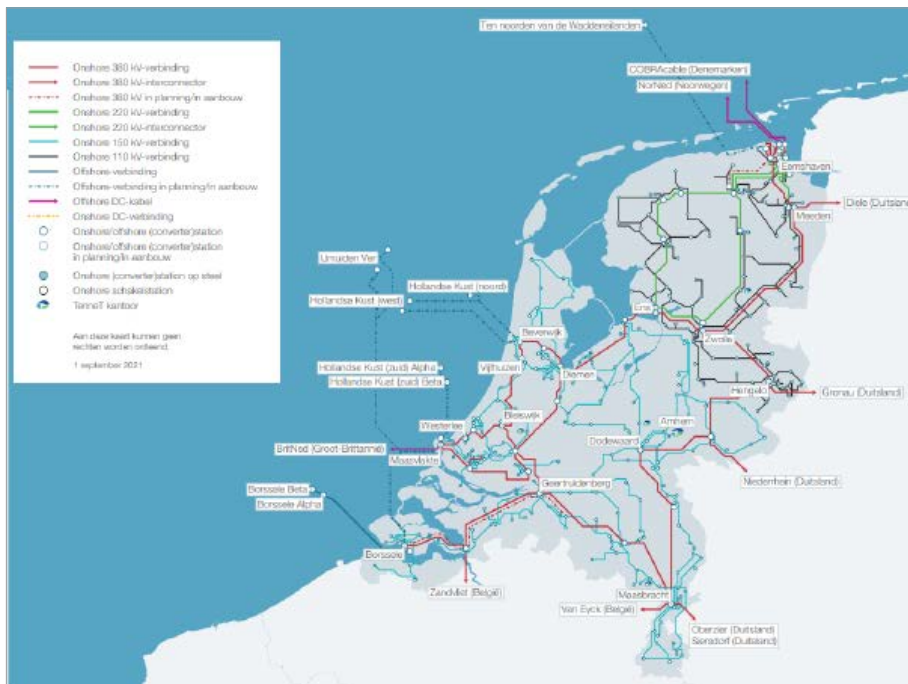 Onshore 380 kV-verbinding
Onshore 380 kV-interconnector
Onshore 380 kV in planning/in aanbouw
Onshore 220 kV-verbinding
Onshore 220 kV-interconnector
Onshore 150 kV-verbinding
Onshore 110 kV-verbinding
Offshore-verbinding
Offshore-verbinding in planning/in aanbouw
Offshore DC-kabel
Onshore DC-verbinding
Onshore/offshore (converter)station
Onshore/offshore (converter)station
in planning/in aanbouw
Onshore (converter)station op steel
Onshore schakelstation
TenneT kantoor
Aan deze kaart kunnen geen
rechten worden ontleend.
1 september 2021
Ten noorden van de Waddeneilanden
COBRAcable (Denemarken)
NorNed (Noorwegen)
Eemshaven
Meeden
Diele (Duitsland)
IJmuiden Ver
Hollandse Kust (noord)
Hollandse Kust (west)
Ens
Beverwijk
Zwolle
Vijfhuizen
Diemen
Hollandse Kust (zuid) Alpha
Hollandse Kust (zuid) Beta
Hengelo
Gronau (Duitsland)
Bleiswijk
Westerlee
Arnhem
Dodewaard
BritNed (Groot-Brittannië)
Maasvlakte
Niederrhein (Duitsland)
Geertruidenberg
Borssele Beta
Borssele Alpha
Borssele
Zandvliet (België)
Maasbracht
Van Eyck (België)
Oberzier (Duitsland)
Siersdorf (Duitsland)